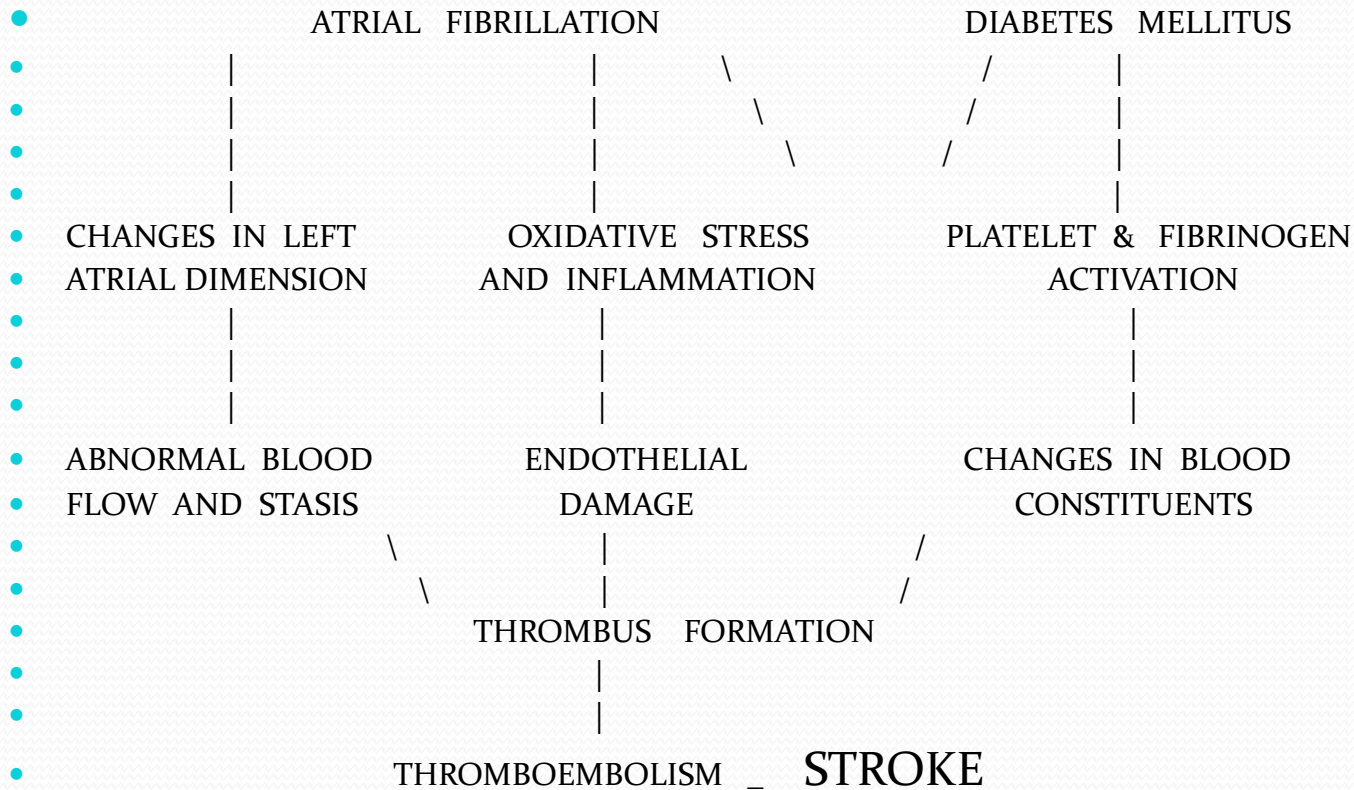 ATRIAL FIBRILLATION DIABETES MELLITUS
| | \ / |
| | \ / |
| | \ / |
| | |
CHANGES IN LEFT OXIDATIVE STRESS PLATELET & FIBRINOGEN
ATRIAL DIMENSION AND INFLAMMATION ACTIVATION
| | |
| | |
| | |
ABNORMAL BLOOD ENDOTHELIAL CHANGES IN BLOOD
FLOW AND STASIS DAMAGE CONSTITUENTS
\ | /
\ | /
THROMBUS FORMATION
|
|
THROMBOEMBOLISM _ STROKE